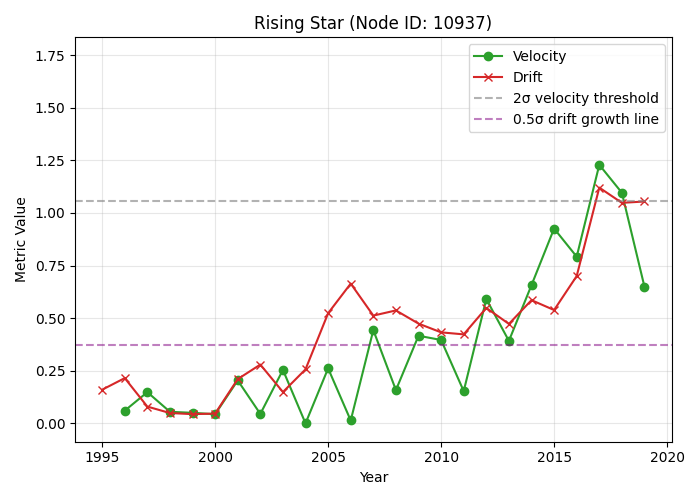 Rising Star (Node ID: 10937)
Velocity
Drift
2σ velocity threshold
0.5σ drift growth line
Metric Value
1.75
1.50
1.25
1.00
0.75
0.50
0.25
0.00
1995 2000 2005 2010 2015 2020
Year